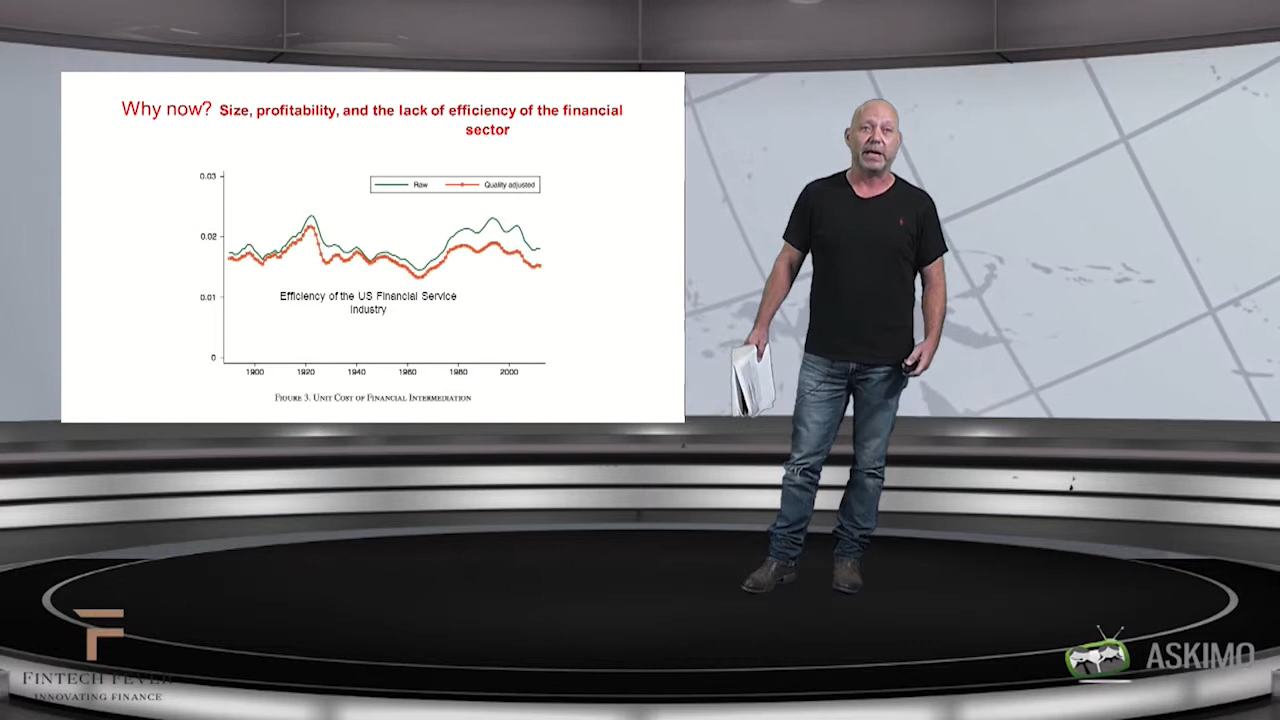 Why now? Size, profitability, and the lack of efficiency of the financial
sector
0.03
Raw
Quality adjusted
0.02
0.01
Efficiency of the US Financial Service
Industry
0
1900
1920
1940
1960
1980
2000
FIGURE 3. UNIT COST OF FINANCIAL INTERMEDIATION
F
FINTECH FEVER
INNOVATING FINANCE
ASKIMO